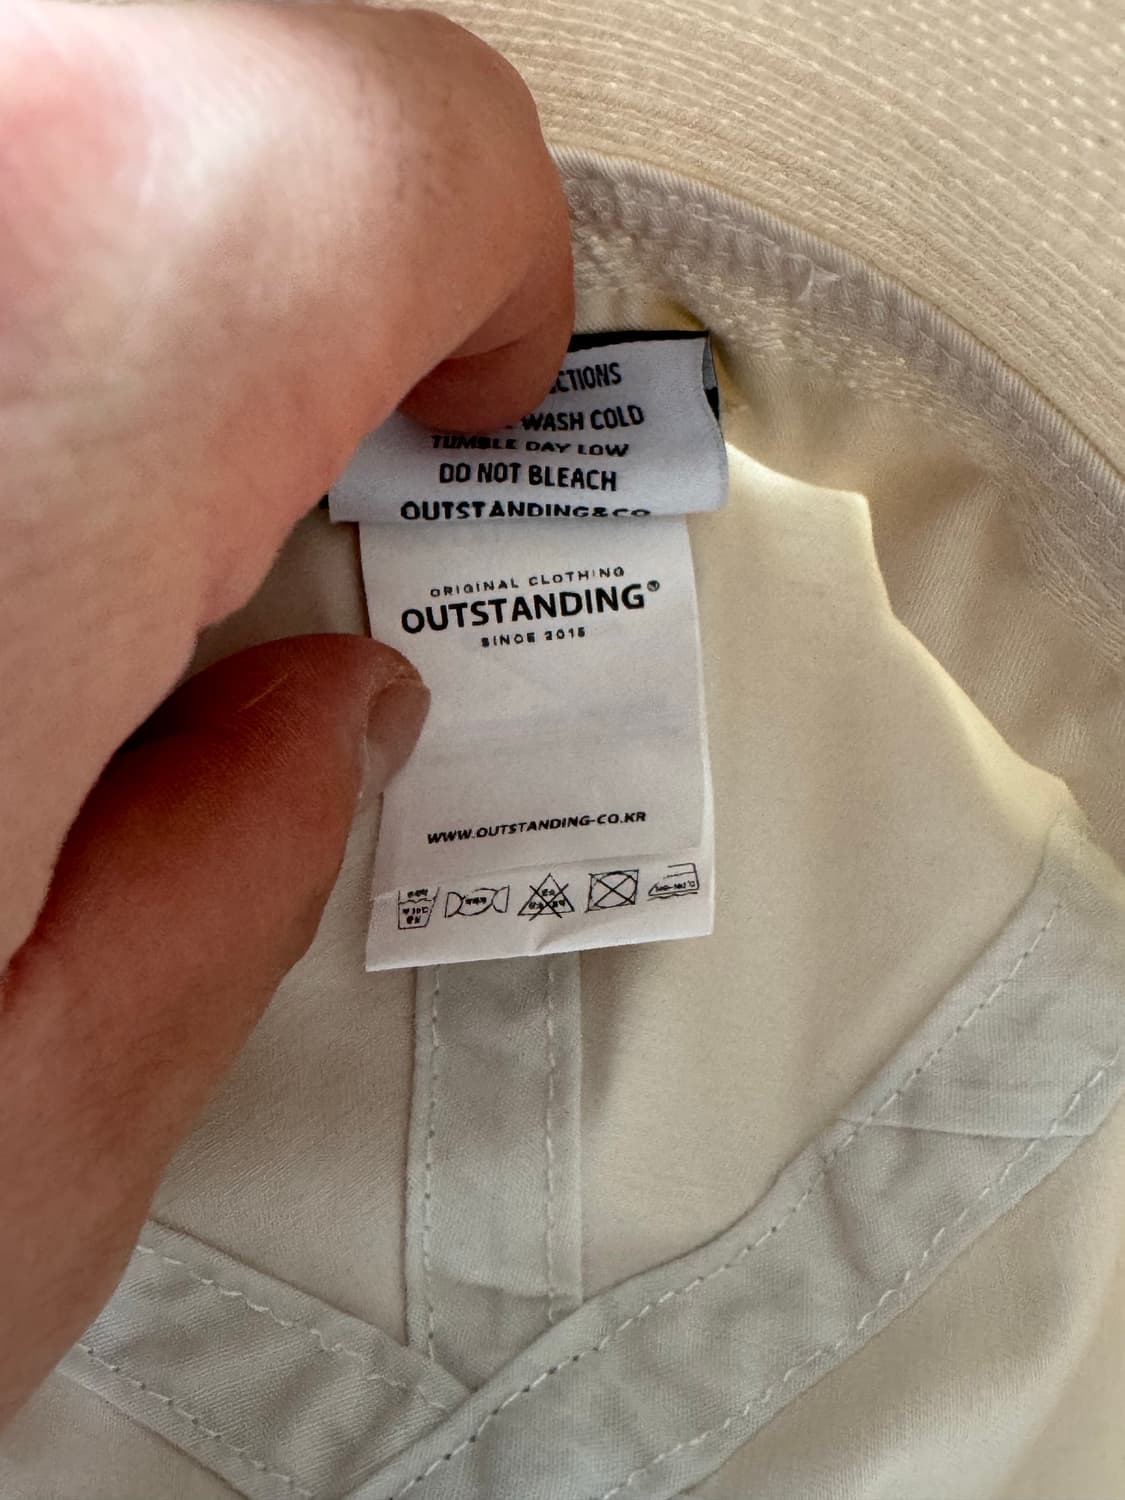 CTIONS
WASH COLD
TUMBLE DAY LOW
DO NOT BLEACH
OUTSTANDING&CO
ORIGINAL CLOTHING
OUTSTANDING®
SINCE 2015
WWW.OUTSTANDING-CO.KR